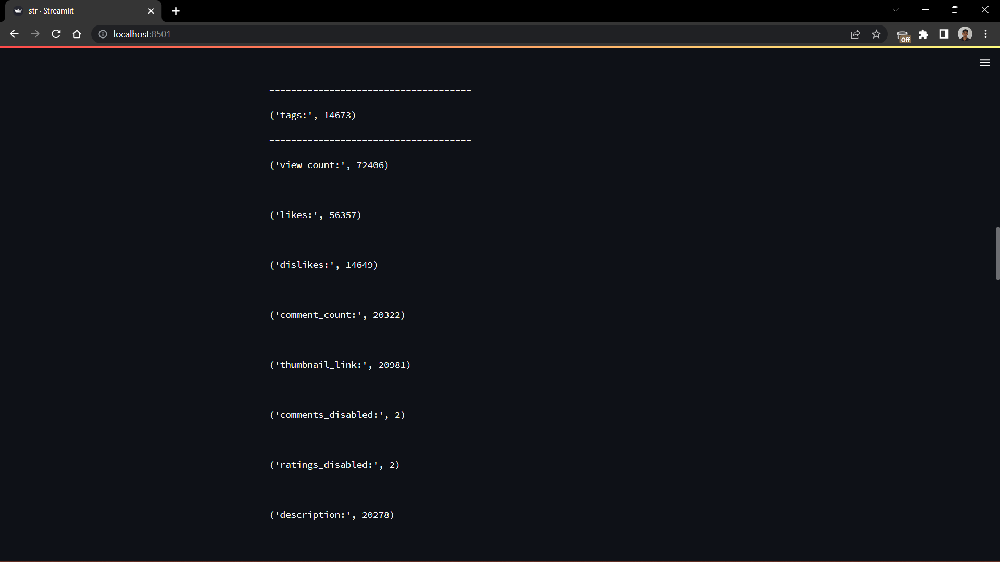 str · Streamlit
localhost:8501
Off
-------------------------------------
('tags:', 14673)
-------------------------------------
('view_count:', 72406)
-------------------------------------
('likes:', 56357)
-------------------------------------
('dislikes:', 14649)
-------------------------------------
('comment_count:', 20322)
-------------------------------------
('thumbnail_link:', 20981)
-------------------------------------
('comments_disabled:', 2)
-------------------------------------
('ratings_disabled:', 2)
-------------------------------------
('description:', 20278)
-------------------------------------